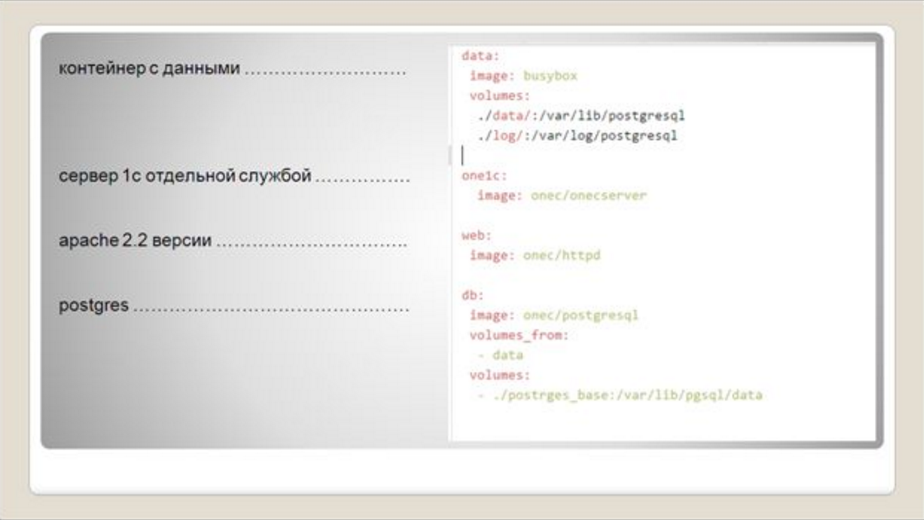 контейнер с данными ...........................
сервер 1с отдельной службой ................
apache 2.2 версии ................................
postgres ..............................................
data:
image: busybox
volumes:
./data/:/var/lib/postgresql
./log/:/var/log/postgresql
one1c:
image: onec/onecserver
web:
image: onec/httpd
db:
image: onec/postgresql
volumes_from:
- data
volumes:
- ./postrges_base:/var/lib/pgsql/data